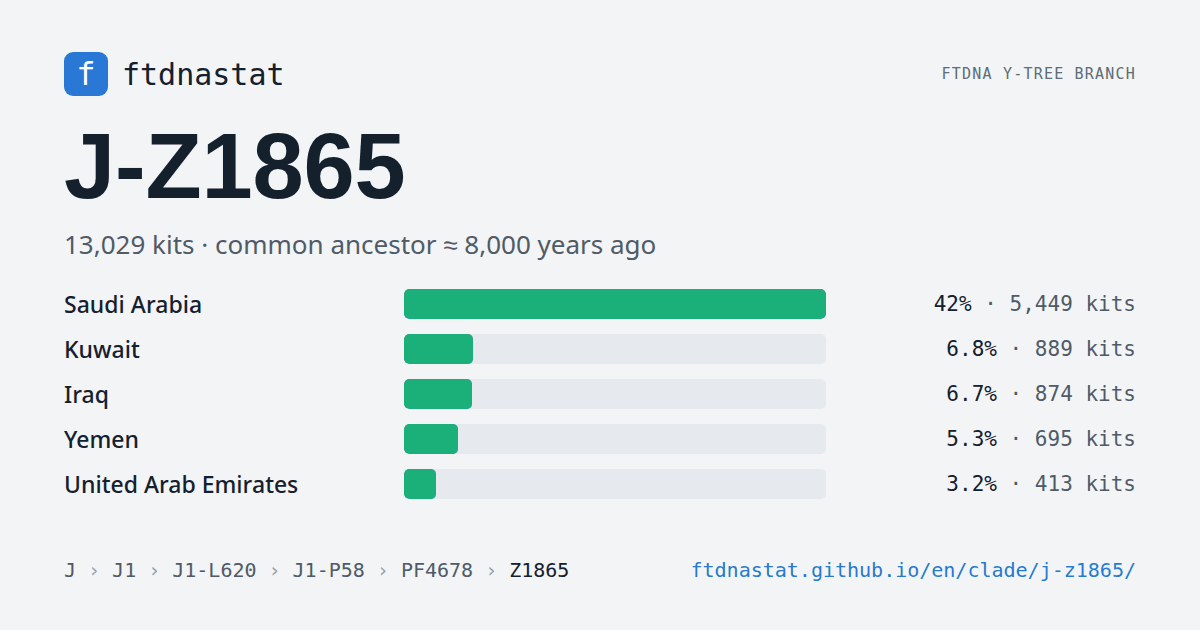 f ftdnastat
FTDNA Y-TREE BRANCH
J-Z1865
13,029 kits · common ancestor ≈ 8,000 years ago
Saudi Arabia 42% · 5,449 kits
Kuwait 6.8% · 889 kits
Iraq 6.7% · 874 kits
Yemen 5.3% · 695 kits
United Arab Emirates 3.2% · 413 kits
J › J1 › J1-L620 › J1-P58 › PF4678 › Z1865
ftdnastat.github.io/en/clade/j-z1865/